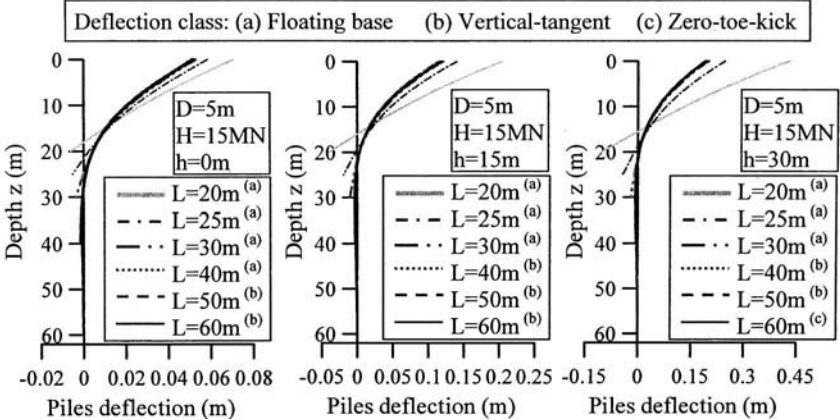 Deflection class: (a) Floating base (b) Vertical-tangent (c) Zero-toe-kick
0
10
20
30
40
50
60
Depth z (m)
D=5m
H=15MN
h=0m
L=20m(a)
L=25m(a)
L=30m(a)
L=40m(a)
L=50m(b)
L=60m(b)
-0.02 0 0.02 0.04 0.06 0.08
Piles deflection (m)
0
10
20
30
40
50
60
Depth z (m)
D=5m
H=15MN
h=15m
L=20m(a)
L=25m(a)
L=30m(a)
L=40m(b)
L=50m(b)
L=60m(b)
-0.05 0 0.05 0.1 0.15 0.2 0.25
Piles deflection (m)
0
10
20
30
40
50
60
Depth z (m)
D=5m
H=15MN
h=30m
L=20m(a)
L=25m(a)
L=30m(a)
L=40m(b)
L=50m(b)
L=60m(c)
-0.15 0 0.15 0.30 0.45
Piles deflection (m)